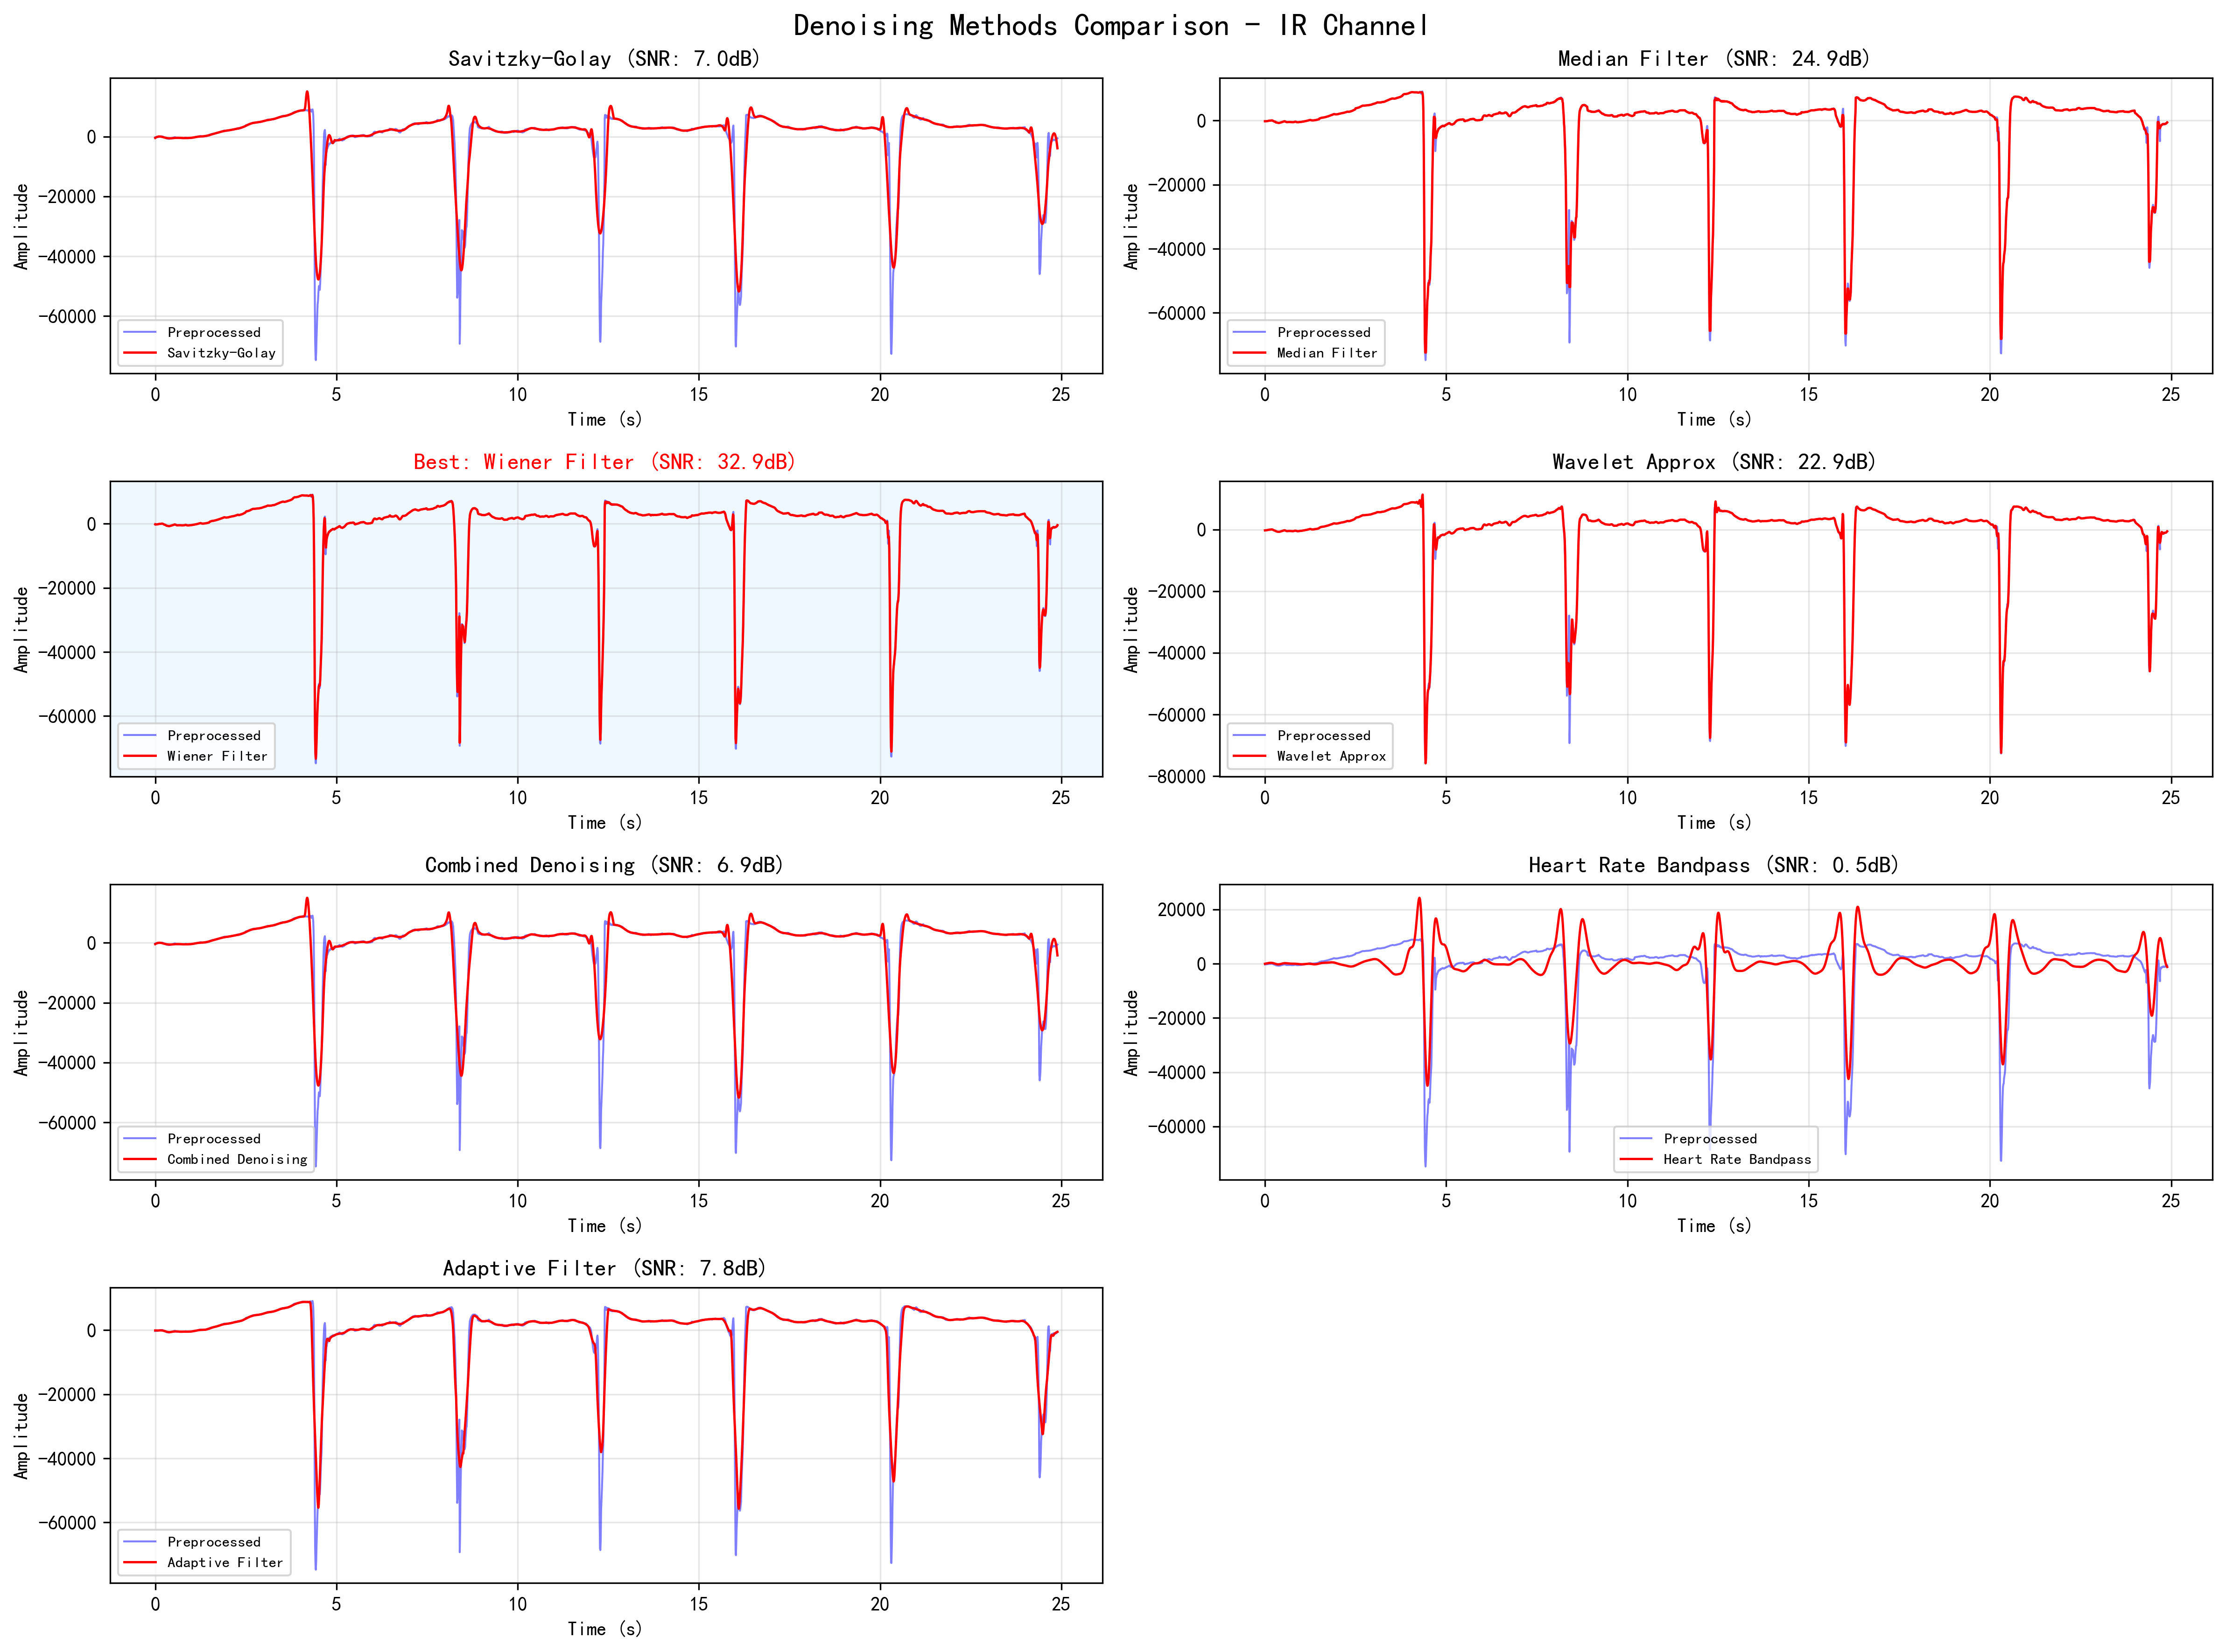 Denoising Methods Comparison - IR Channel
Savitzky-Golay (SNR: 7.0dB)
Amplitude
0
-20000
-40000
-60000
Preprocessed
Savitzky-Golay
0 5 10 15 20 25
Time (s)
Median Filter (SNR: 24.9dB)
Amplitude
0
-20000
-40000
-60000
Preprocessed
Median Filter
0 5 10 15 20 25
Time (s)
Best: Wiener Filter (SNR: 32.9dB)
Amplitude
0
-20000
-40000
-60000
Preprocessed
Wiener Filter
0 5 10 15 20 25
Time (s)
Wavelet Approx (SNR: 22.9dB)
Amplitude
0
-20000
-40000
-60000
-80000
Preprocessed
Wavelet Approx
0 5 10 15 20 25
Time (s)
Combined Denoising (SNR: 6.9dB)
Amplitude
0
-20000
-40000
-60000
Preprocessed
Combined Denoising
0 5 10 15 20 25
Time (s)
Heart Rate Bandpass (SNR: 0.5dB)
Amplitude
20000
0
-20000
-40000
-60000
Preprocessed
Heart Rate Bandpass
0 5 10 15 20 25
Time (s)
Adaptive Filter (SNR: 7.8dB)
Amplitude
0
-20000
-40000
-60000
Preprocessed
Adaptive Filter
0 5 10 15 20 25
Time (s)